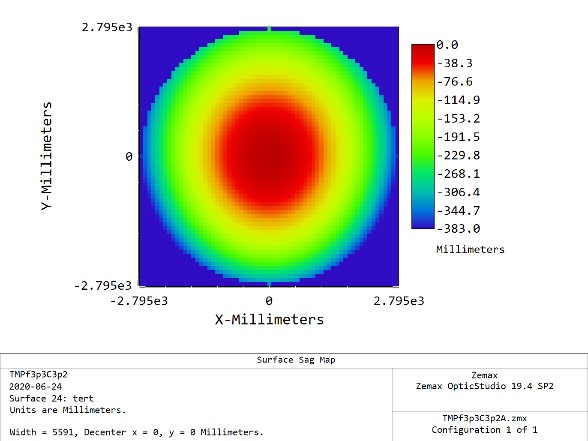 2.795e3
0
-2.795e3
Y-Millimeters
-2.795e3
0
2.795e3
X-Millimeters
0.0
-38.3
-76.6
-114.9
-153.2
-191.5
-229.8
-268.1
-306.4
-344.7
-383.0
Millimeters
Surface Sag Map
TMPf3p3C3p2
2020-06-24
Surface 24: tert
Units are Millimeters.
Width = 5591, Decenter x = 0, y = 0 Millimeters.
Zemax
Zemax OpticStudio 19.4 SP2
TMPf3p3C3p2A.zmx
Configuration 1 of 1